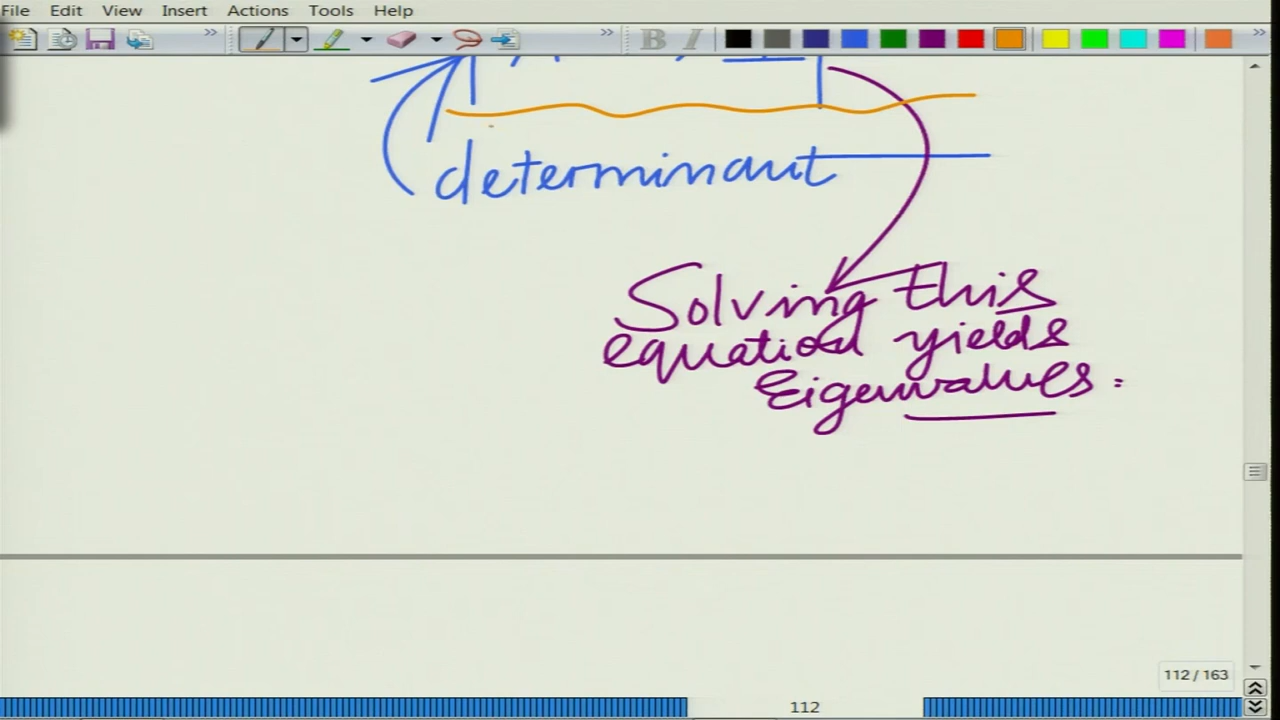 File Edit View Insert Actions Tools Help
B I
determinant
Solving this
equation yields
Eigenvalues.
112 / 163
112